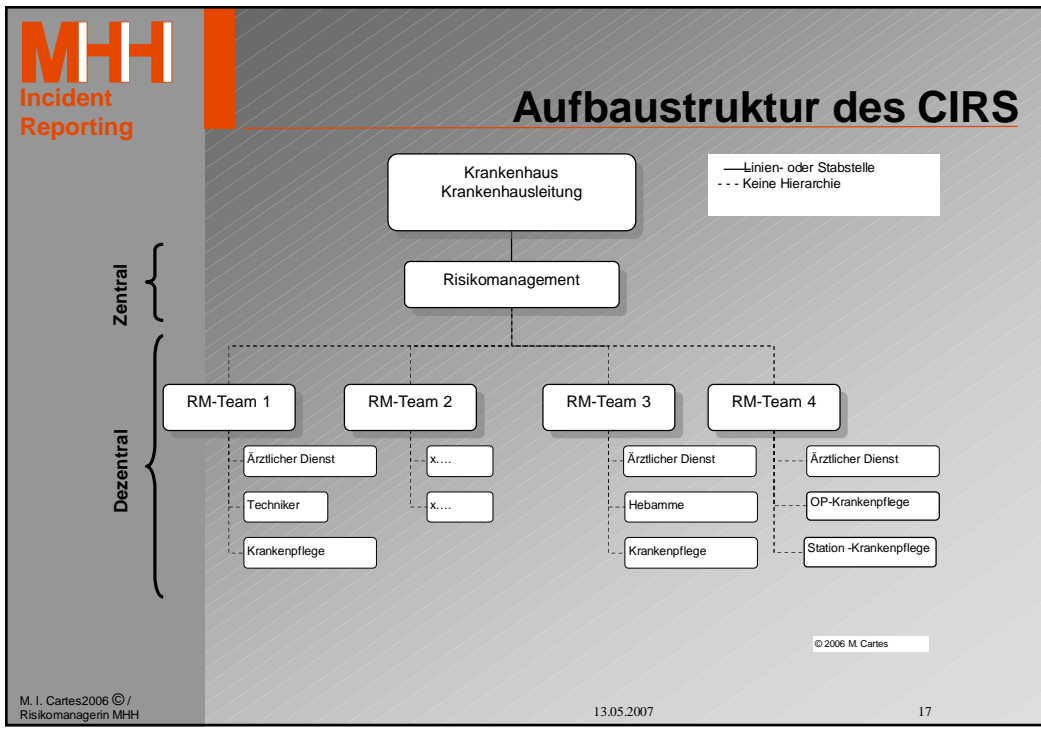 MHH
Incident
Reporting
Aufbaustruktur des CIRS
Krankenhaus
Krankenhausleitung
Linien- oder Stabstelle
- - - Keine Hierarchie
Zentral
Risikomanagement
Dezentral
RM-Team 1
RM-Team 2
RM-Team 3
RM-Team 4
Ärztlicher Dienst
x....
Ärztlicher Dienst
Ärztlicher Dienst
Techniker
x....
Hebamme
OP-Krankenpflege
Krankenpflege
Krankenpflege
Station -Krankenpflege
© 2006 M. Cartes
M. I. Cartes2006 © /
Risikomanagerin MHH
13.05.2007
17